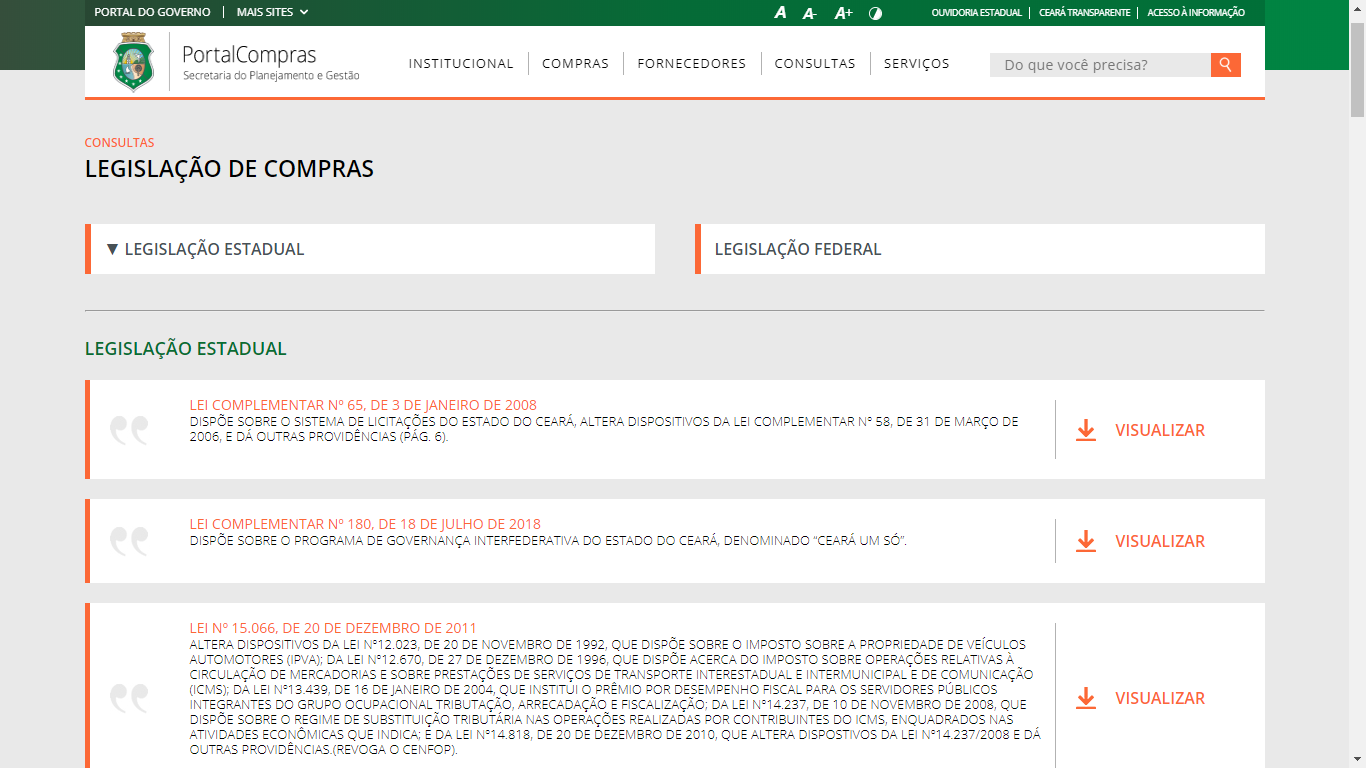 PORTAL DO GOVERNO MAIS SITES
A A- A+ OUVIDORIA ESTADUAL CEARÁ TRANSPARENTE ACESSO À INFORMAÇÃO
PortalCompras
Secretaria do Planejamento e Gestão
INSTITUCIONAL COMPRAS FORNECEDORES CONSULTAS SERVIÇOS Do que você precisa?
CONSULTAS
LEGISLAÇÃO DE COMPRAS
▼ LEGISLAÇÃO ESTADUAL LEGISLAÇÃO FEDERAL
LEGISLAÇÃO ESTADUAL
LEI COMPLEMENTAR Nº 65, DE 3 DE JANEIRO DE 2008
DISPÕE SOBRE O SISTEMA DE LICITAÇÕES DO ESTADO DO CEARÁ, ALTERA DISPOSITIVOS DA LEI COMPLEMENTAR Nº 58, DE 31 DE MARÇO DE
2006, E DÁ OUTRAS PROVIDÊNCIAS (PÁG. 6).
VISUALIZAR
LEI COMPLEMENTAR Nº 180, DE 18 DE JULHO DE 2018
DISPÕE SOBRE O PROGRAMA DE GOVERNANÇA INTERFEDERATIVA DO ESTADO DO CEARÁ, DENOMINADO “CEARÁ UM SÓ”.
VISUALIZAR
LEI Nº 15.066, DE 20 DE DEZEMBRO DE 2011
ALTERA DISPOSITIVOS DA LEI Nº12.023, DE 20 DE NOVEMBRO DE 1992, QUE DISPÕE SOBRE O IMPOSTO SOBRE A PROPRIEDADE DE VEÍCULOS
AUTOMOTORES (IPVA); DA LEI Nº12.670, DE 27 DE DEZEMBRO DE 1996, QUE DISPÕE ACERCA DO IMPOSTO SOBRE OPERAÇÕES RELATIVAS À
CIRCULAÇÃO DE MERCADORIAS E SOBRE PRESTAÇÕES DE SERVIÇOS DE TRANSPORTE INTERESTADUAL E INTERMUNICIPAL E DE COMUNICAÇÃO
(ICMS); DA LEI Nº13.439, DE 16 DE JANEIRO DE 2004, QUE INSTITUI O PRÊMIO POR DESEMPENHO FISCAL PARA OS SERVIDORES PÚBLICOS
INTEGRANTES DO GRUPO OCUPACIONAL TRIBUTAÇÃO, ARRECADAÇÃO E FISCALIZAÇÃO; DA LEI Nº14.237, DE 10 DE NOVEMBRO DE 2008, QUE
DISPÕE SOBRE O REGIME DE SUBSTITUIÇÃO TRIBUTÁRIA NAS OPERAÇÕES REALIZADAS POR CONTRIBUINTES DO ICMS, ENQUADRADOS NAS
ATIVIDADES ECONÔMICAS QUE INDICA; E DA LEI Nº14.818, DE 20 DE DEZEMBRO DE 2010, QUE ALTERA DISPOSTIVOS DA LEI Nº14.237/2008 E DÁ
OUTRAS PROVIDÊNCIAS.(REVOGA O CENFOP).
VISUALIZAR